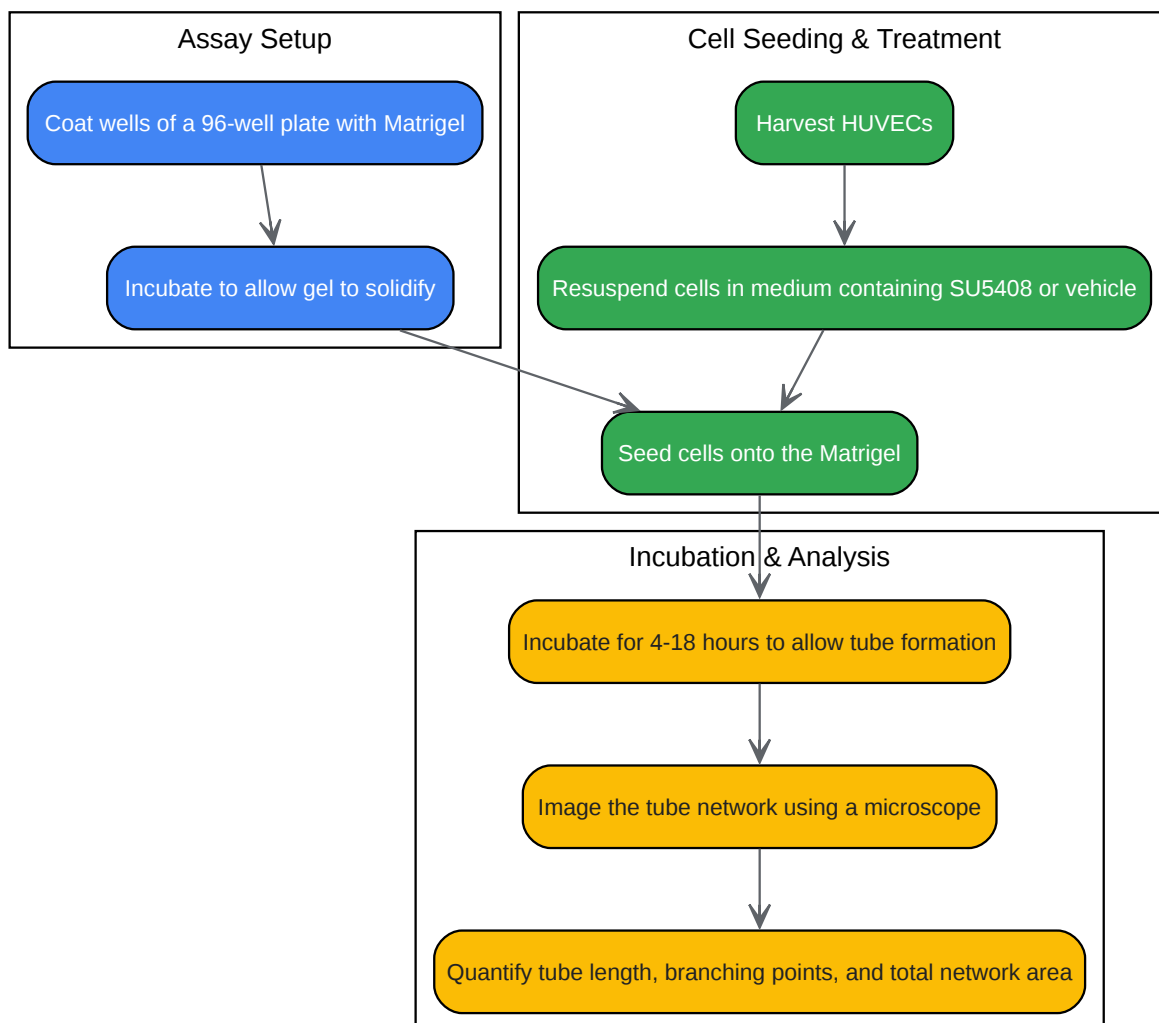 Assay Setup
Coat wells of a 96-well plate with Matrigel
Incubate to allow gel to solidify
Cell Seeding & Treatment
Harvest HUVECs
Resuspend cells in medium containing SU5408 or vehicle
Seed cells onto the Matrigel
Incubation & Analysis
Incubate for 4-18 hours to allow tube formation
Image the tube network using a microscope
Quantify tube length, branching points, and total network area